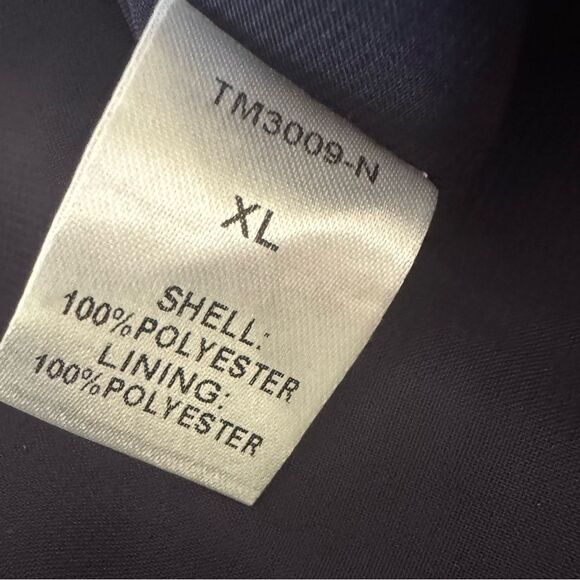 TM3009-N
XL
SHELL:
100%POLYESTER
LINING:
100%POLYESTER